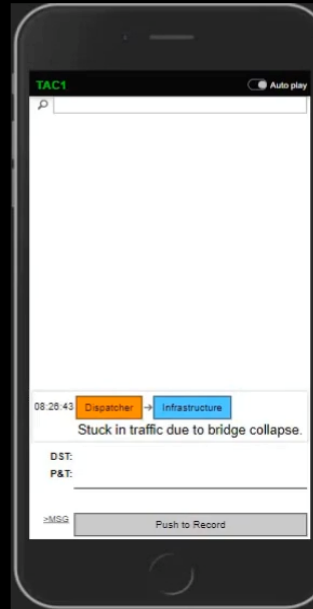 TAC1 Auto play
08:26:43 Dispatcher → Infrastructure
Stuck in traffic due to bridge collapse.
DST:
P&T:
>MSG Push to Record